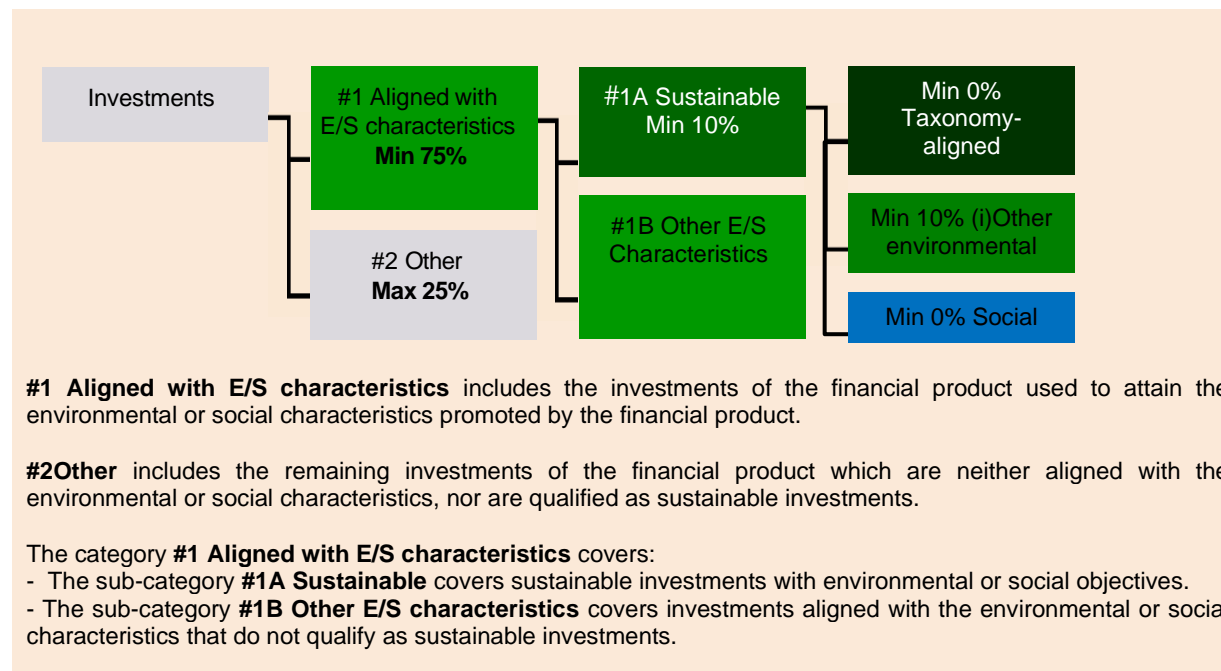 Investments
#1 Aligned with
E/S characteristics
Min 75%
#2 Other
Max 25%
#1A Sustainable
Min 10%
#1B Other E/S
Characteristics
Min 0%
Taxonomy-
aligned
Min 10% (i)Other
environmental
Min 0% Social
#1 Aligned with E/S characteristics includes the investments of the financial product used to attain the
environmental or social characteristics promoted by the financial product.
#2Other includes the remaining investments of the financial product which are neither aligned with the
environmental or social characteristics, nor are qualified as sustainable investments.
The category #1 Aligned with E/S characteristics covers:
- The sub-category #1A Sustainable covers sustainable investments with environmental or social objectives.
- The sub-category #1B Other E/S characteristics covers investments aligned with the environmental or social
characteristics that do not qualify as sustainable investments.